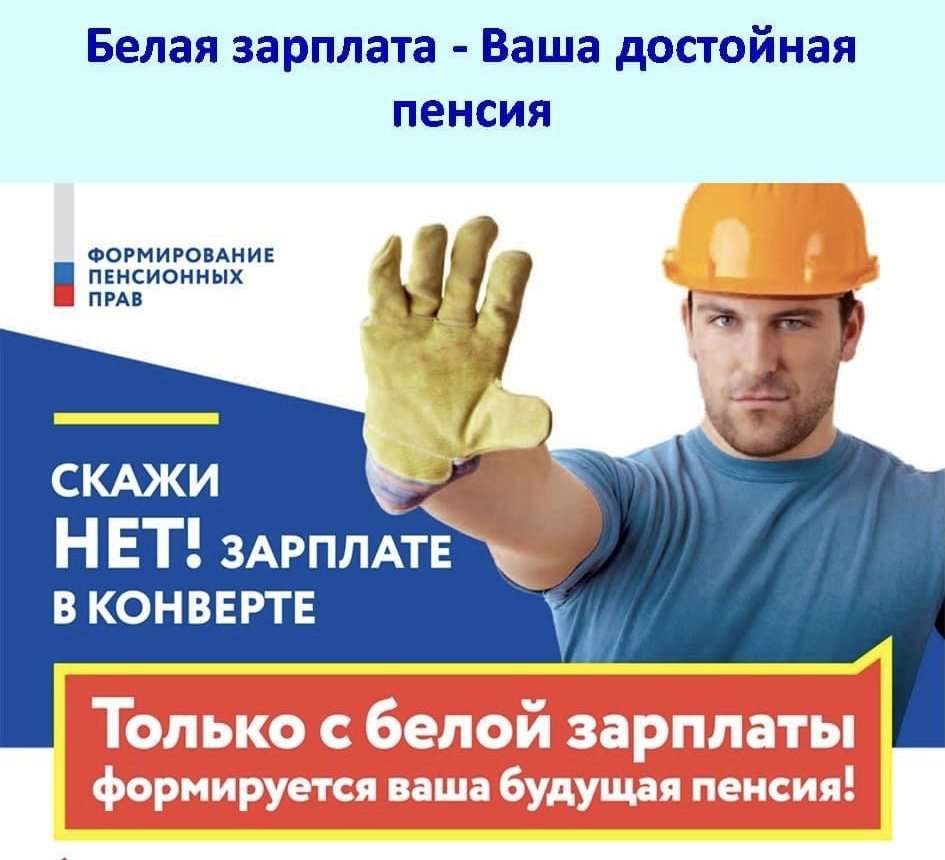 Белая зарплата - Ваша достойная
пенсия
ФОРМИРОВАНИЕ
ПЕНСИОННЫХ
ПРАВ
СКАЖИ
НЕТ! ЗАРПЛАТЕ
В КОНВЕРТЕ
Только с белой зарплаты
формируется ваша будущая пенсия!